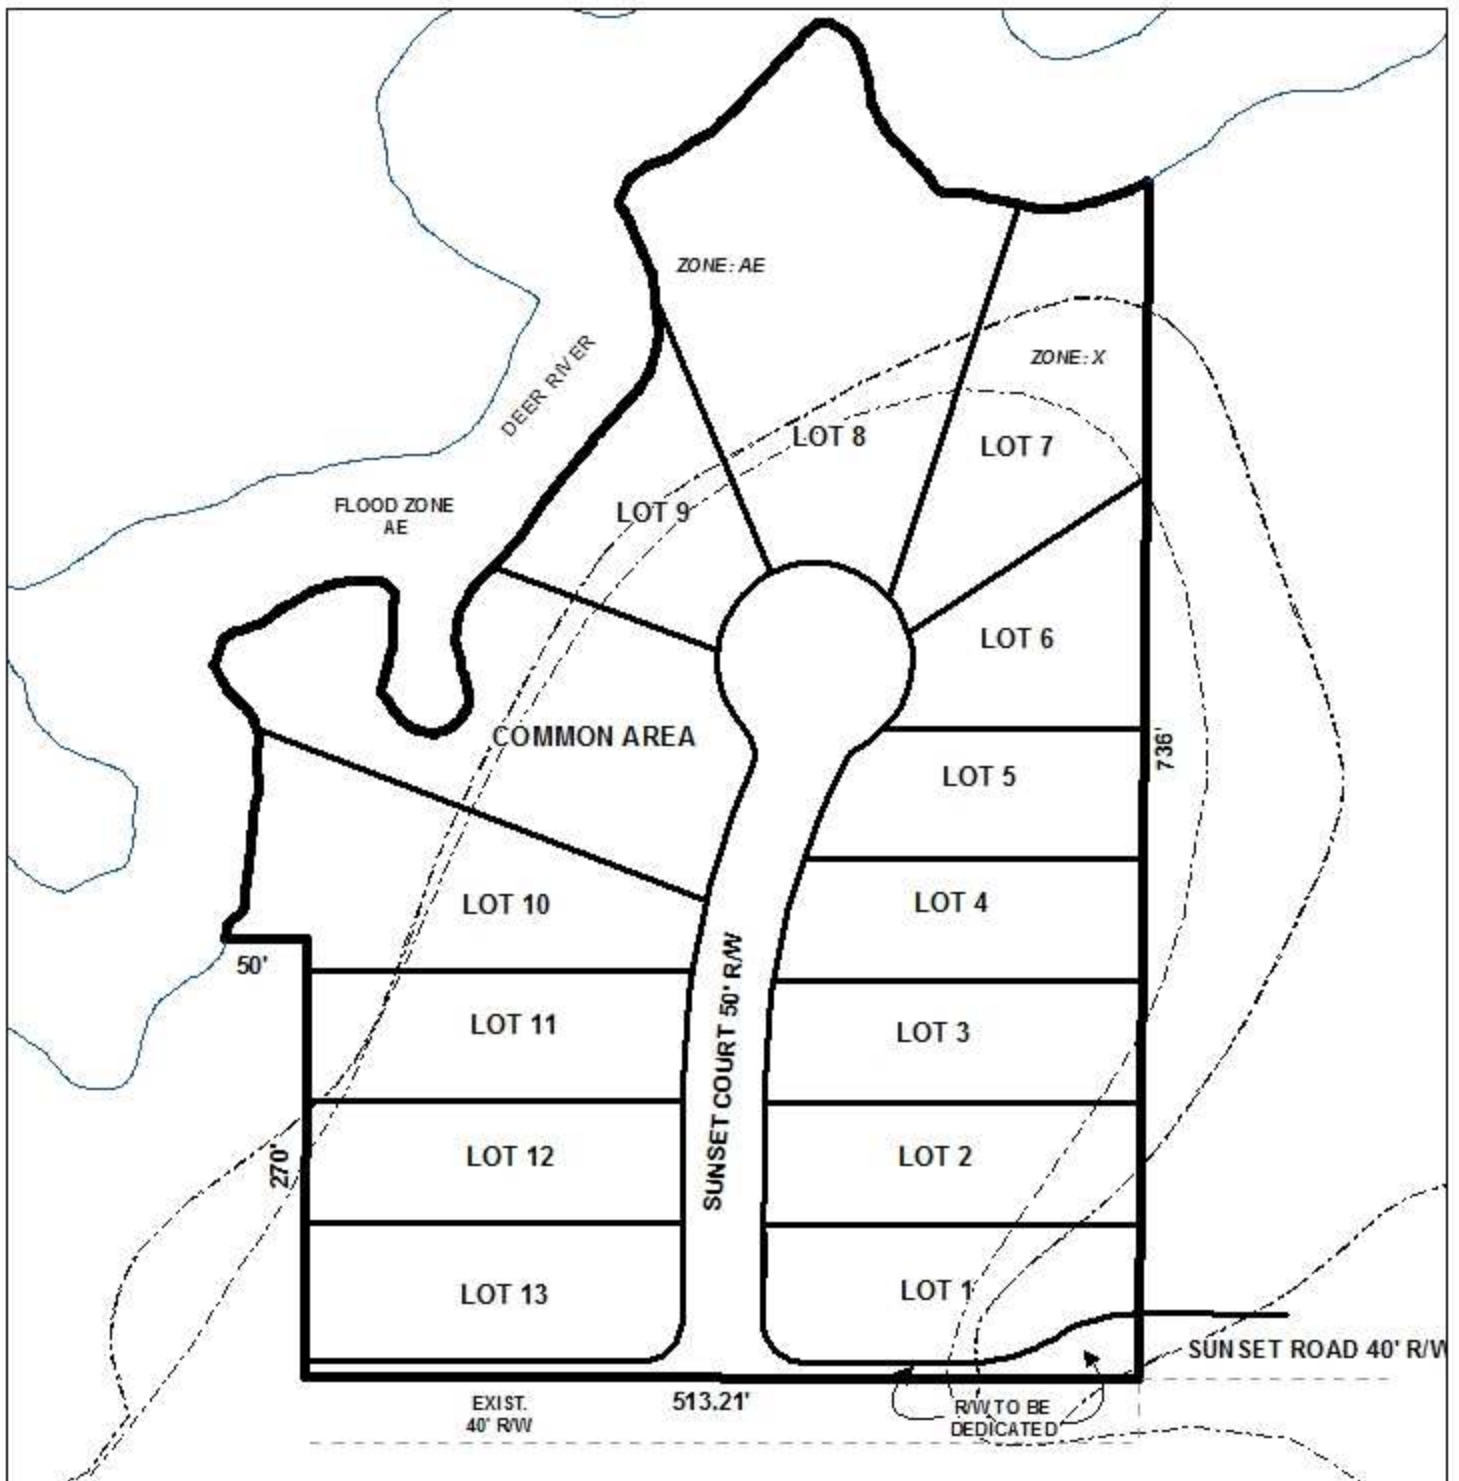 ZONE: AE
DEER RIVER
ZONE: X
LOT 8
LOT 7
LOT 9
FLOOD ZONE
AE
LOT 6
COMMON AREA
736'
LOT 5
LOT 10
LOT 4
50'
SUNSET COURT 50' R/W
LOT 11
LOT 3
270'
LOT 12
LOT 2
LOT 13
LOT 1
SUNSET ROAD 40' R/W
EXIST.
40' R/W
513.21'
R/W TO BE
DEDICATED